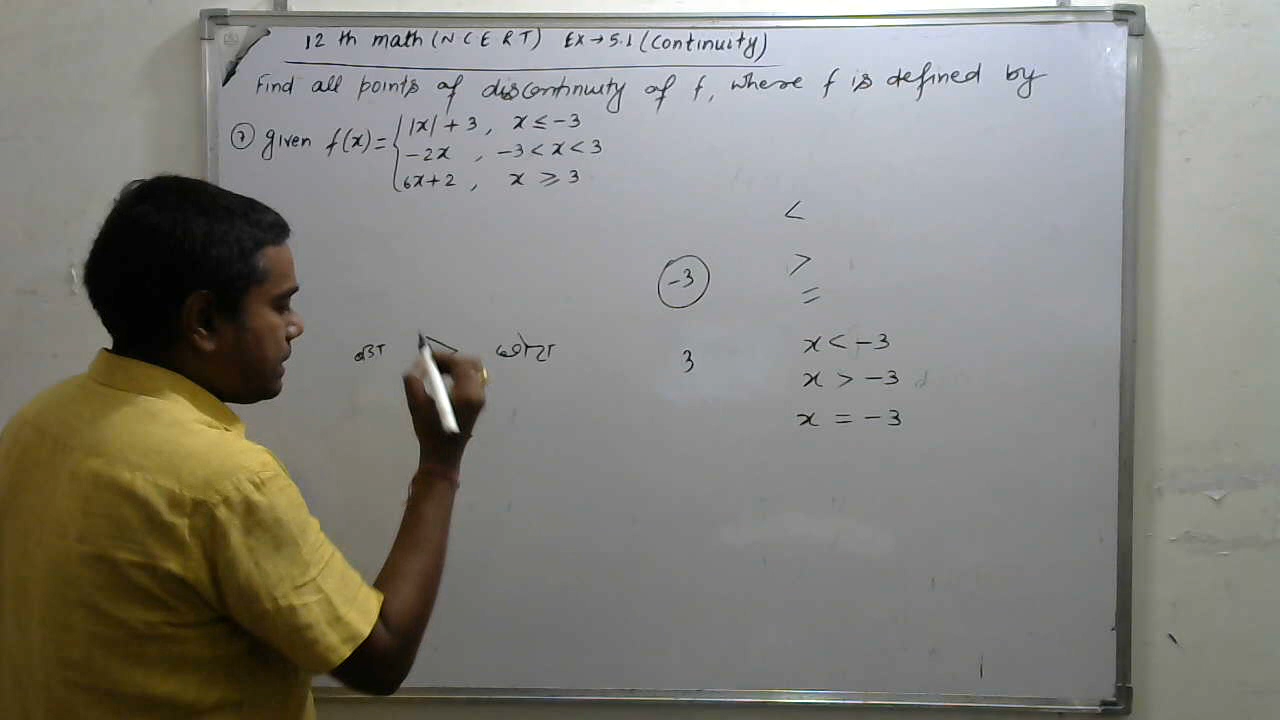 12 th math (NCERT) Ex→5.1 (Continuity)
Find all points of discontinuity of f, where f is defined by
⑦ given f(x) = { |x| + 3 , x ≤ -3
-2x , -3 < x < 3
6x+2 , x ⩾ 3
<
>
=
-3
3
>
x < -3
x > -3
x = -3